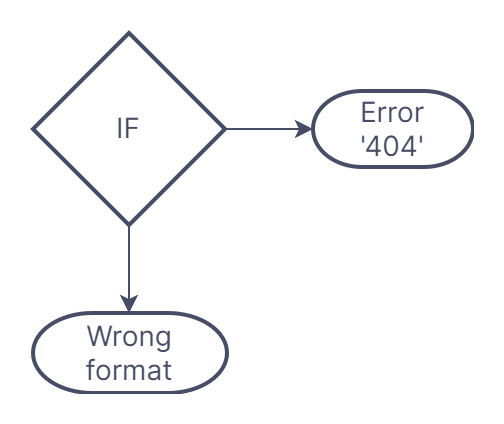 IF
Error
'404'
Wrong
format